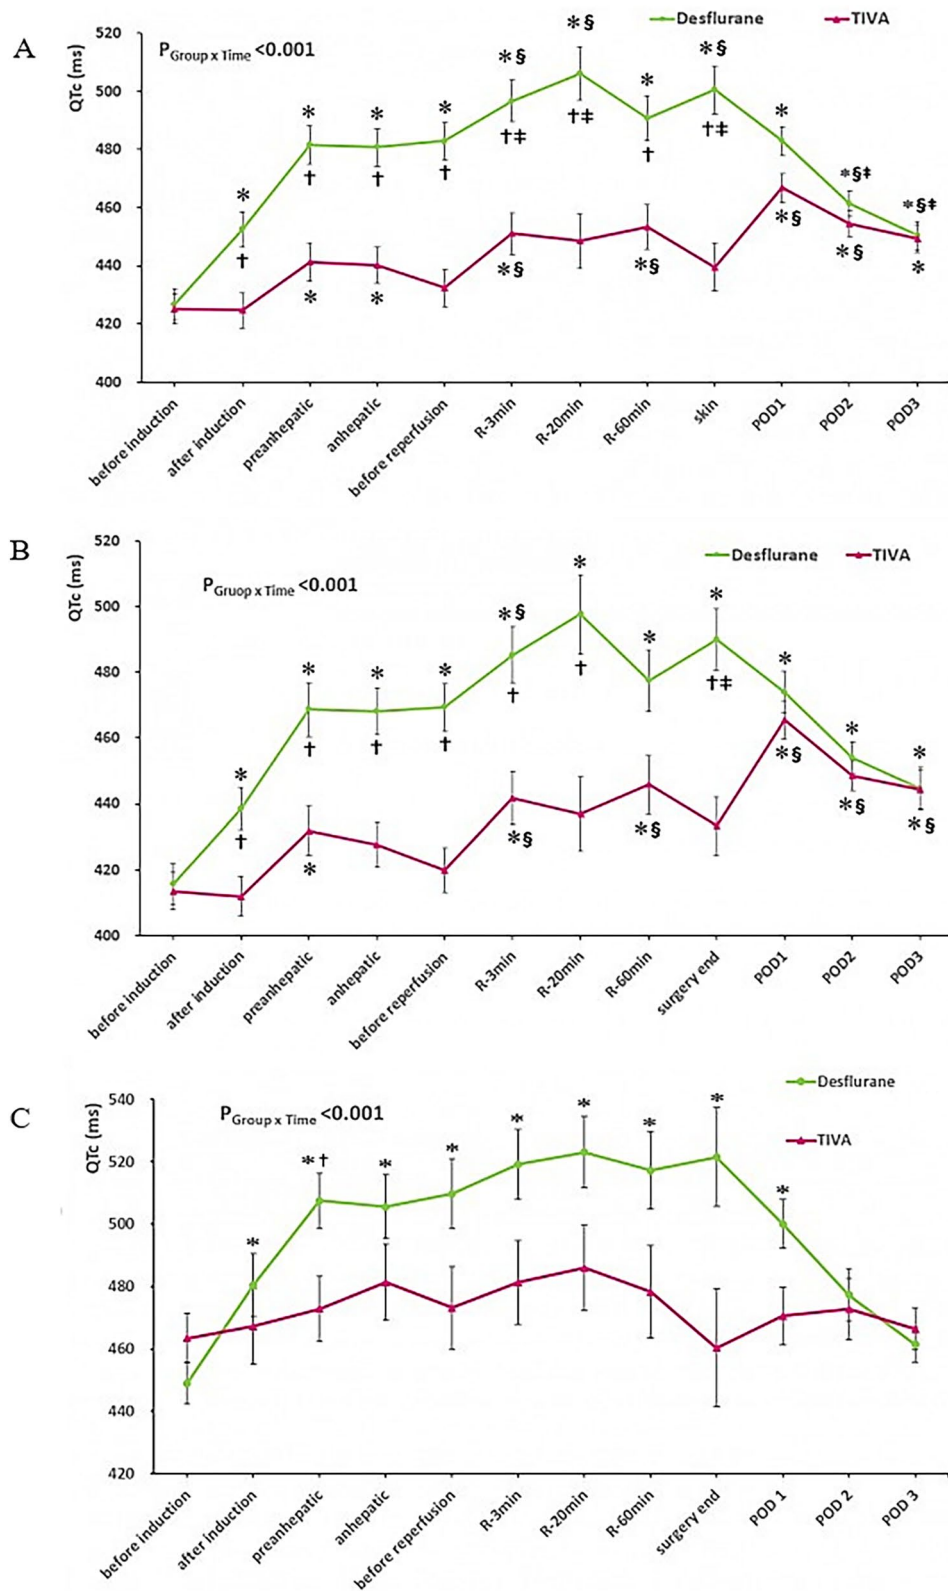 A
Desflurane TIVA
P Group x Time <0.001
QTc (ms)
520
500
480
460
440
420
400
* * * * *§ *§ * *§ * *§‡ *§‡
† † † † †‡ †‡ † †‡
* * *§ *§ *§ *§ *
before induction
after induction
preanhepatic
anhepatic
before reperfusion
R-3min
R-20min
R-60min
skin
POD1
POD2
POD3
B
Desflurane TIVA
P Gruop x Time <0.001
QTc (ms)
520
500
480
460
440
420
400
* * * * *§ * * * * * *
† † † † † † †‡
* *§ *§ *§ *§ *§
before induction
after induction
preanhepatic
anhepatic
before reperfusion
R-3min
R-20min
R-60min
surgery end
POD1
POD2
POD3
C
Desflurane
TIVA
P Group x Time <0.001
QTc (ms)
540
520
500
480
460
440
420
* *† * * * * * * *
before induction
after induction
preanhepatic
anhepatic
before reperfusion
R-3min
R-20min
R-60min
surgery end
POD 1
POD 2
POD 3